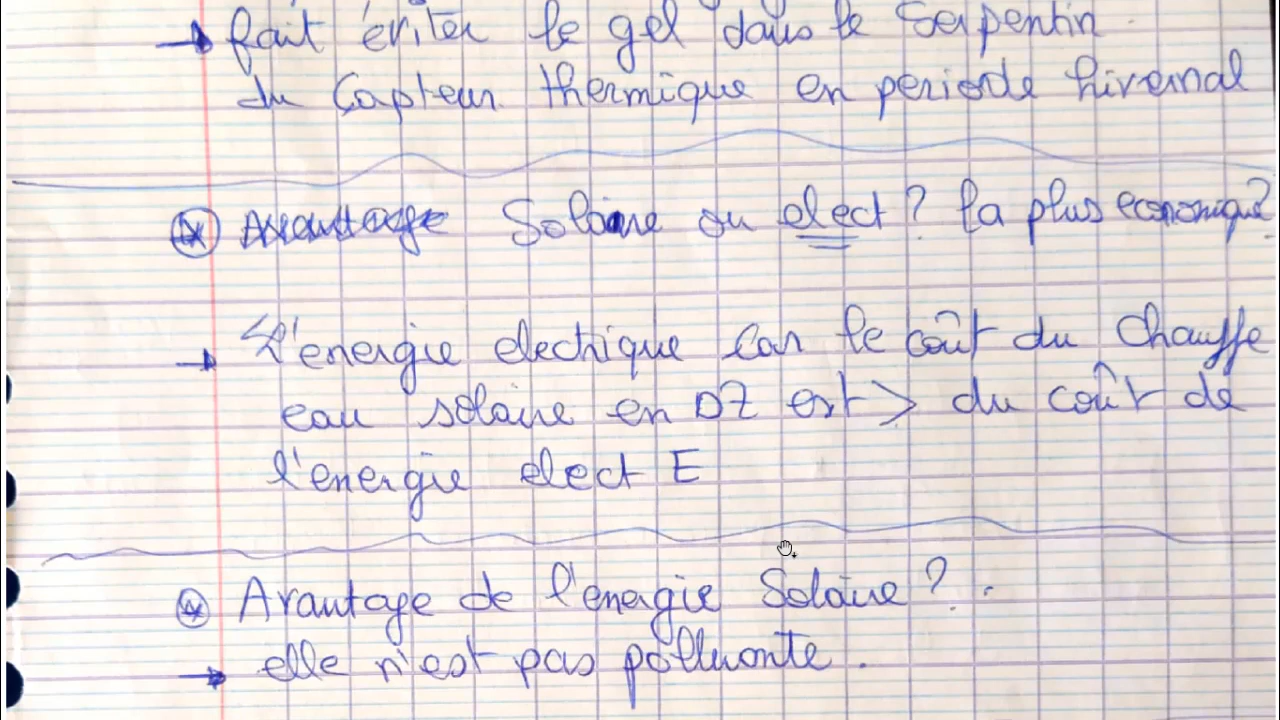 → fait éviter le gel dans le Serpentin
du Capteur thermique en periode hivernal
Avantage Solaire ou elect ? la plus economique ?
→ L'énergie electrique car le coût du chauffe
eau solaire en DZ est > du coût de
l'energie elect E
Avantage de l'énergie Solaire ? .
→ elle n'est pas polluante .